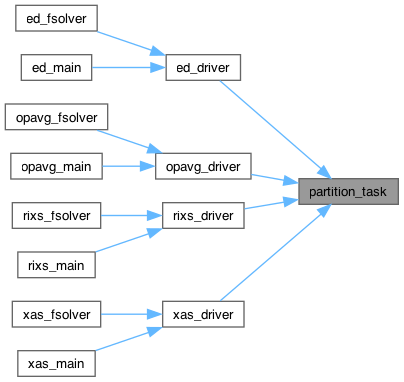 ed_fsolver
ed_main
ed_driver
opavg_fsolver
opavg_main
opavg_driver
partition_task
rixs_fsolver
rixs_driver
rixs_main
xas_fsolver
xas_driver
xas_main